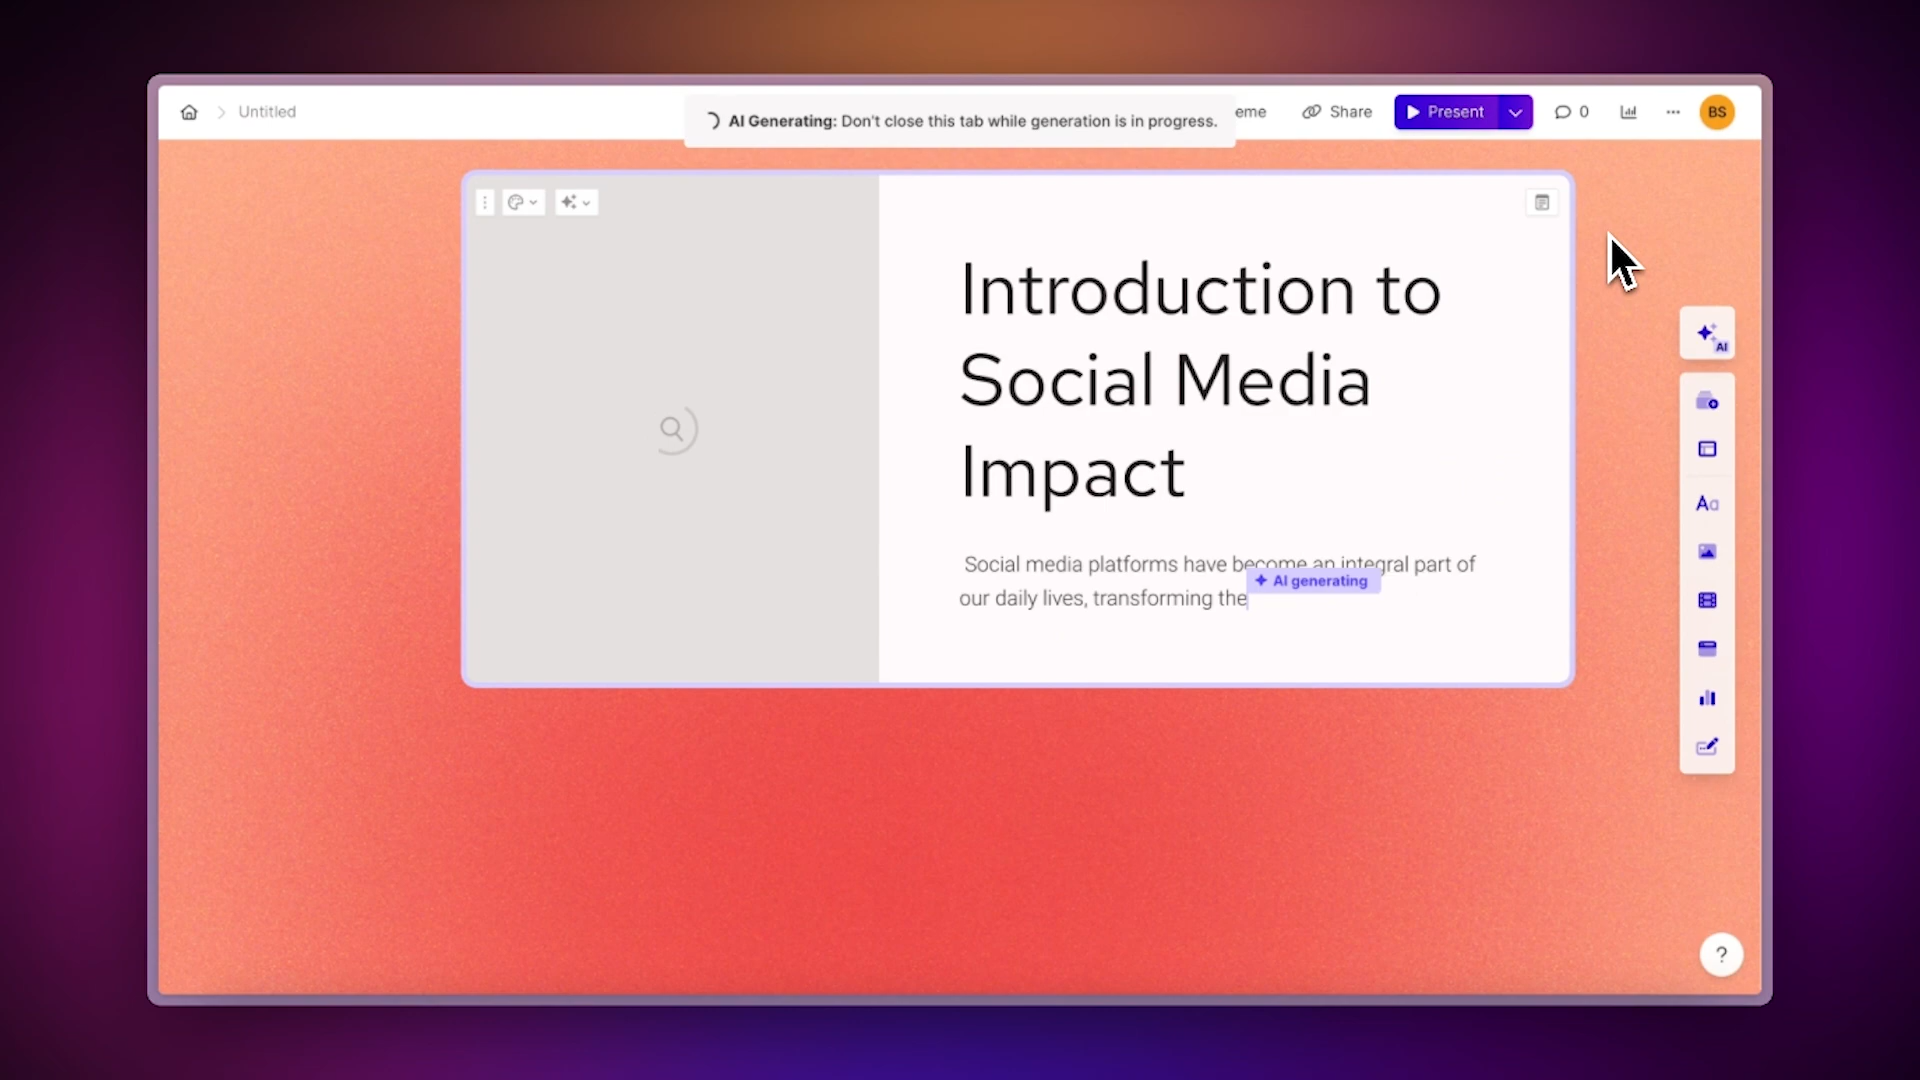 Untitled
AI Generating: Don't close this tab while generation is in progress.
eme
Share
Present
0
BS
Introduction to
Social Media
Impact
Social media platforms have become an integral part of
AI generating
our daily lives, transforming the
AI
Aa
?